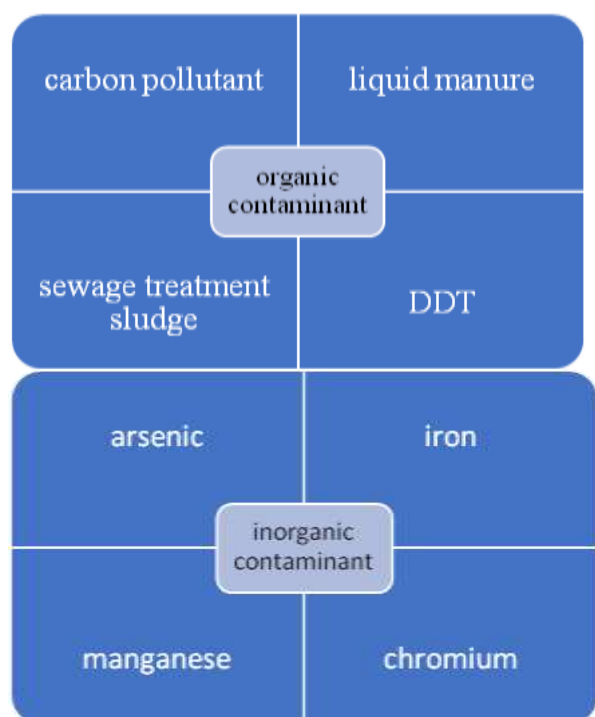 carbon pollutant
liquid manure
organic
contaminant
sewage treatment
sludge
DDT
arsenic
iron
inorganic
contaminant
manganese
chromium